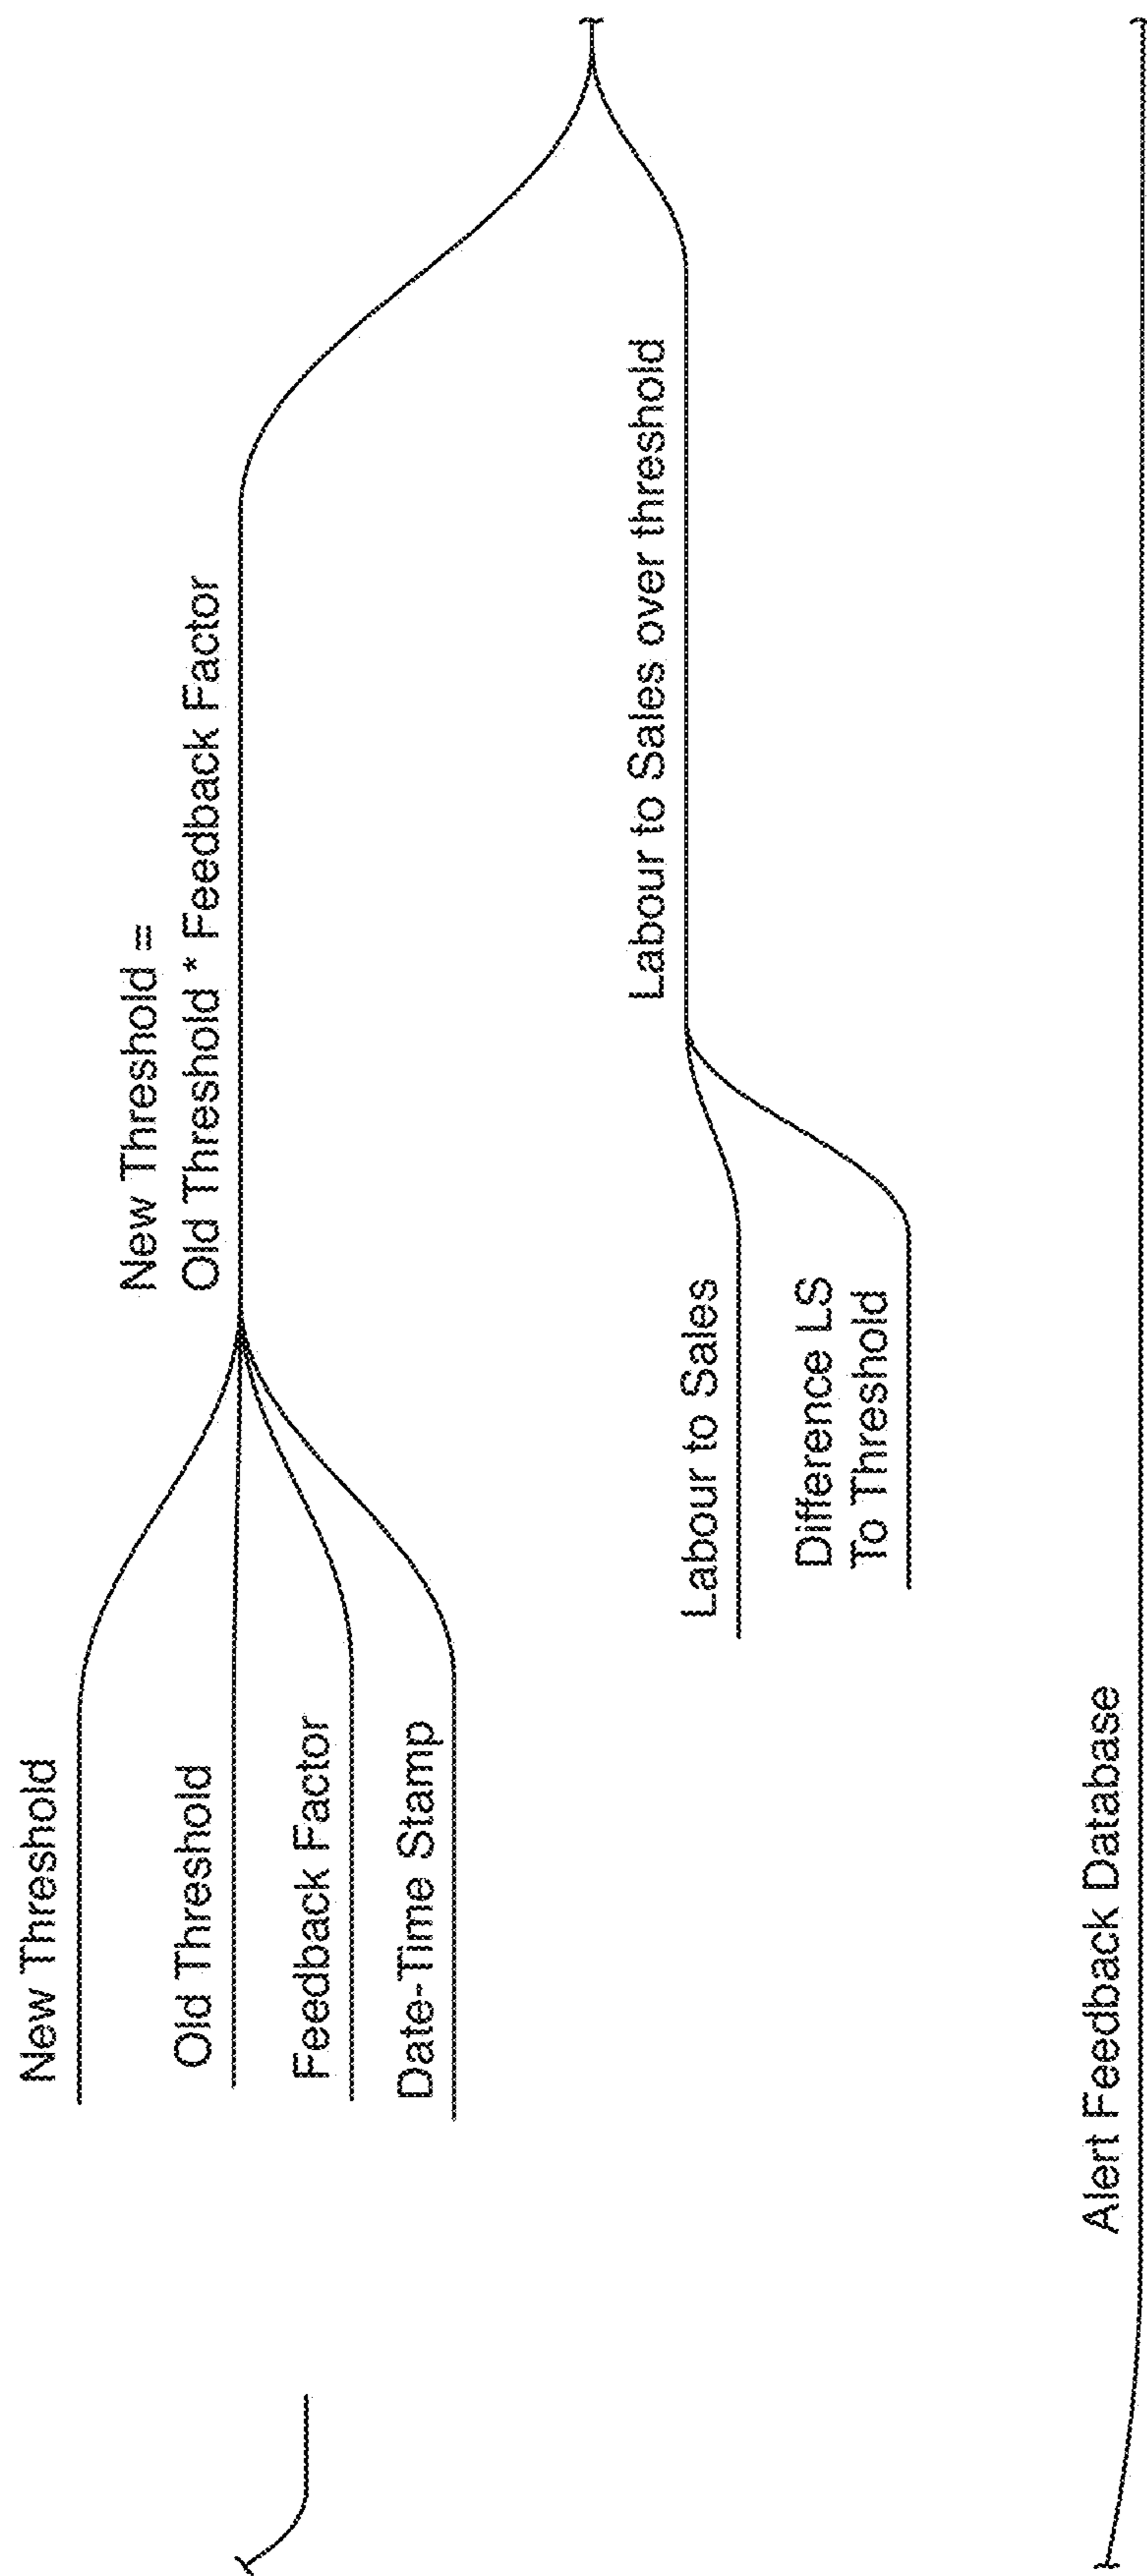 New Threshold
Old Threshold
Feedback Factor
Date-Time Stamp
New Threshold =
Old Threshold * Feedback Factor
Labour to Sales
Difference LS
To Threshold
Labour to Sales over threshold
Alert Feedback Database